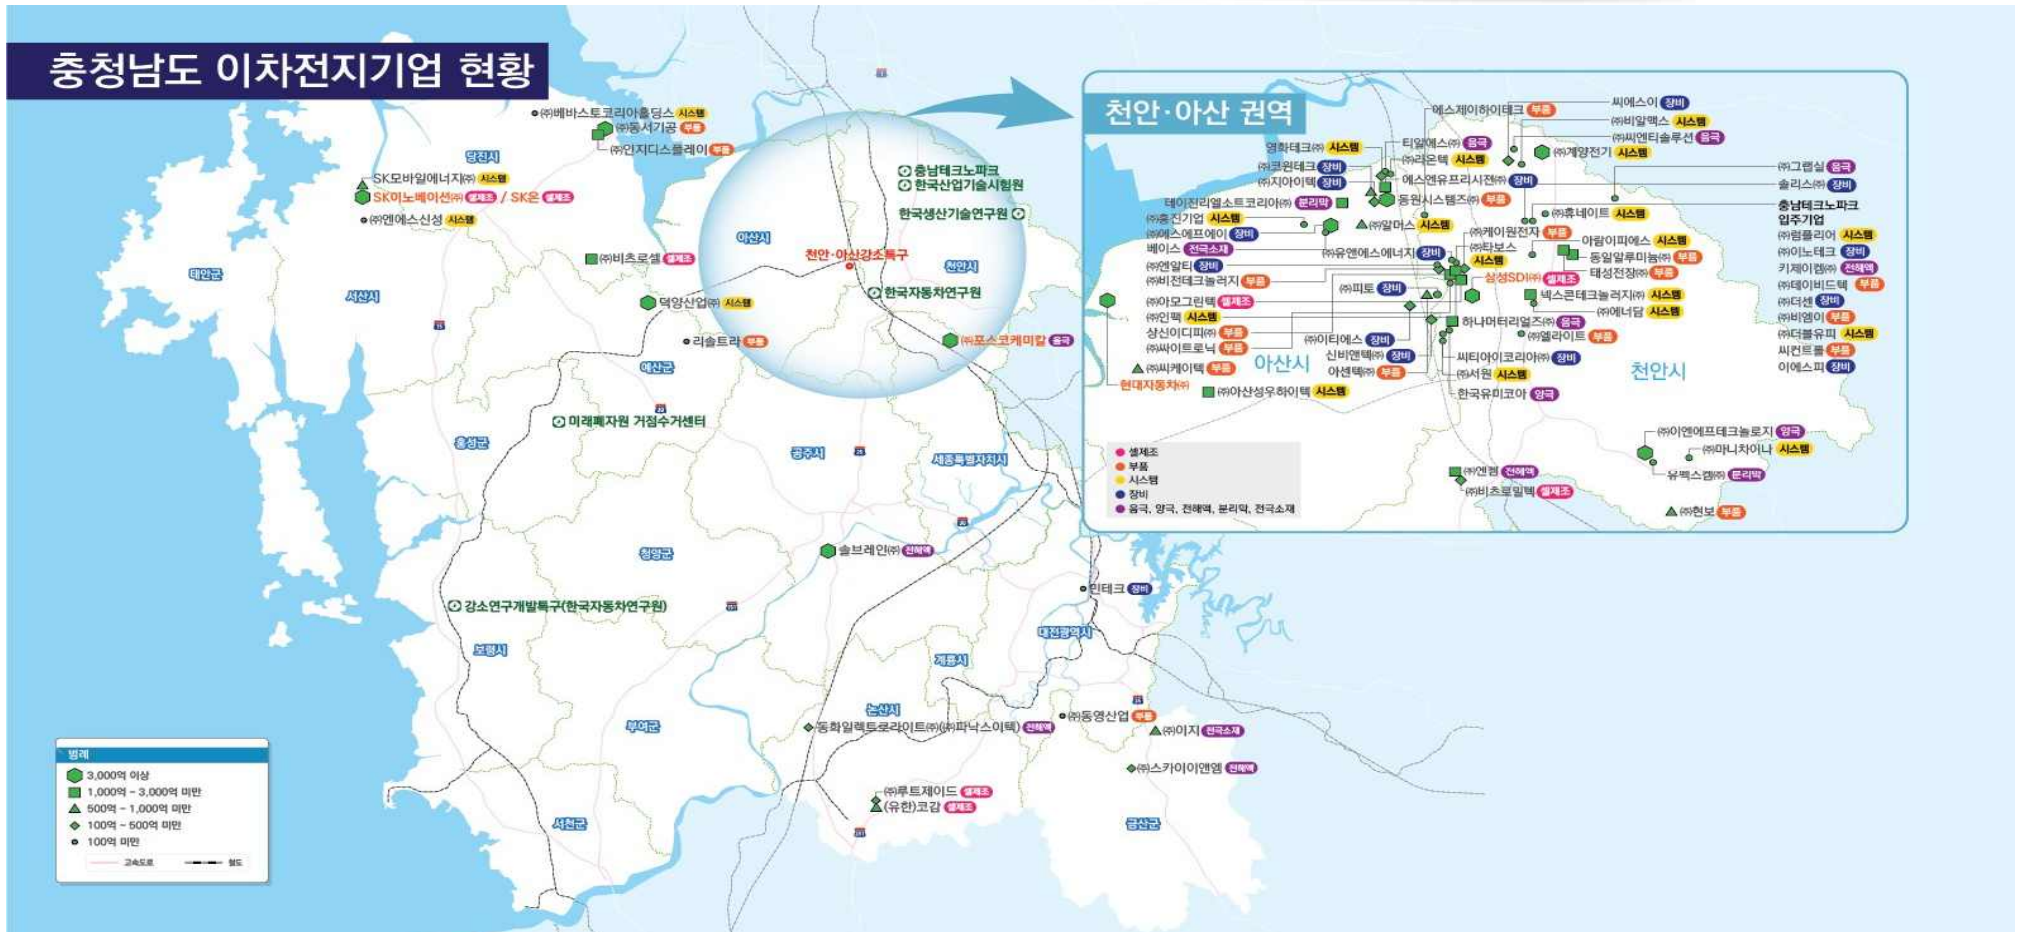 충청남도 이차전지기업 현황
㈜베바스토코리아홀딩스 시스템
㈜동서기공 부품
㈜인지디스플레이 부품
당진시
SK모바일에너지㈜ 시스템
SK이노베이션㈜ 셀제조 / SK온 셀제조
㈜엔에스신성 시스템
㈜비츠로셀 셀제조
태안군
서산시
덕양산업㈜ 시스템
리솔트라 부품
예산군
충남테크노파크
한국산업기술시험원
한국생산기술연구원
아산시
천안·아산강소특구
천안시
한국자동차연구원
㈜포스코케미칼 음극
미래폐자원 거점수거센터
홍성군
공주시
세종특별자치시
청양군
솔브레인㈜ 전해액
강소연구개발특구(한국자동차연구원)
민테크 장비
대전광역시
보령시
계룡시
논산시
부여군
동화일렉트로라이트㈜(㈜파낙스이텍) 전해액
㈜동영산업 부품
㈜이지 전극소재
㈜스카이이앤엠 전해액
㈜루트제이드 셀제조
(유한)코캄 셀제조
서천군
금산군
범례
3,000억 이상
1,000억 ~ 3,000억 미만
500억 ~ 1,000억 미만
100억 ~ 500억 미만
100억 미만
고속도로
철도
천안·아산 권역
에스제이하이테크 부품
씨에스이 장비
㈜비알맥스 시스템
㈜씨엔티솔루션 음극
㈜계양전기 시스템
영화테크㈜ 시스템
티알에스㈜ 음극
㈜코윈테크 장비
㈜라온텍 시스템
㈜지아이텍 장비
에스엔유프리시젼㈜ 장비
데이진리엘소트코리아㈜ 분리막
동원시스템즈㈜ 부품
㈜흥진기업 시스템
㈜알머스 시스템
㈜휴네이트 시스템
㈜에스에프에이 장비
㈜케이원전자 부품
베이스 전극소재
㈜유앤에스에너지 장비
㈜타보스
시스템
아람이피에스 시스템
㈜엔알티 장비
동일알루미늄㈜ 부품
㈜비전테크놀러지 부품
삼성SDI㈜ 셀제조
태성전장㈜ 부품
㈜피토 장비
넥스콘테크놀러지㈜ 시스템
㈜아모그린텍 셀제조
㈜에너담 시스템
㈜인팩 시스템
하나머터리얼즈㈜ 음극
상신이디피㈜ 부품
㈜이티에스 장비
㈜엘라이트 부품
㈜싸이트로닉 부품
신비앤텍㈜ 장비
씨티아이코리아㈜ 장비
㈜씨케이텍 부품
아산시
아센텍㈜ 부품
㈜서원 시스템
천안시
현대자동차㈜
㈜아산성우하이텍 시스템
한국유미코아 양극
㈜그랩실 음극
솔리스㈜ 장비
충남테크노파크
입주기업
㈜럼플리어 시스템
㈜이노테크 장비
키제이켐㈜ 전해액
㈜데이비드텍 부품
㈜더센 장비
㈜비엠이 부품
㈜더블유피 시스템
씨컨트롤 부품
이에스피 장비
㈜이엔에프테크놀로지 양극
㈜마니차이나 시스템
유펙스켐㈜ 분리막
㈜엔켐 전해액
㈜비츠로밀텍 셀제조
㈜현보 부품
셀제조
부품
시스템
장비
음극, 양극, 전해액, 분리막, 전극소재